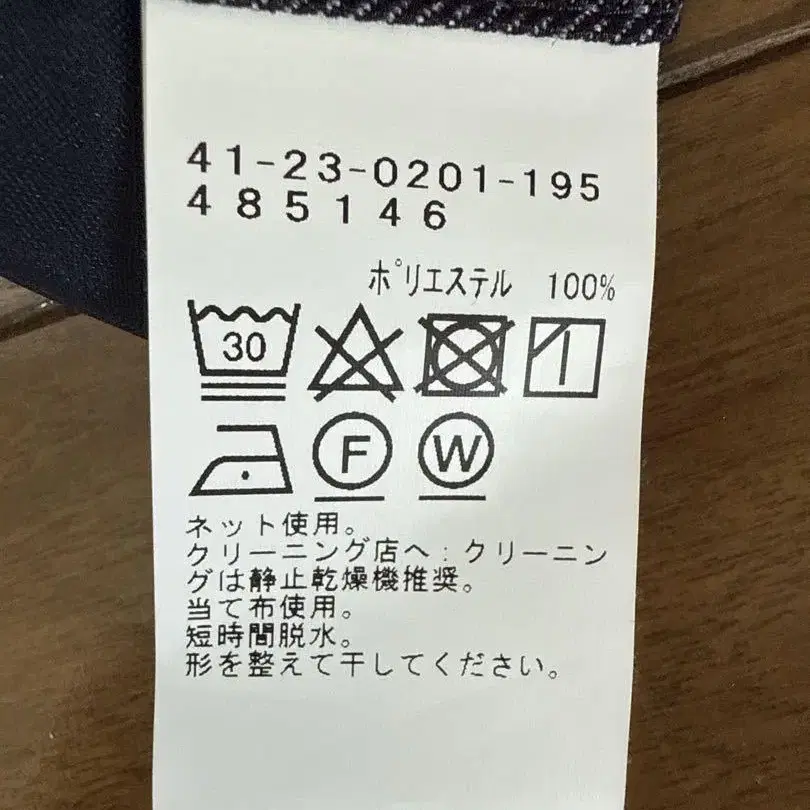 41-23-0201-195
485146
ポリエステル 100%
30
F W
ネット使用。
クリーニング店へ:クリーニン
グは静止乾燥機推奨。
当て布使用。
短時間脱水。
形を整えて干してください。